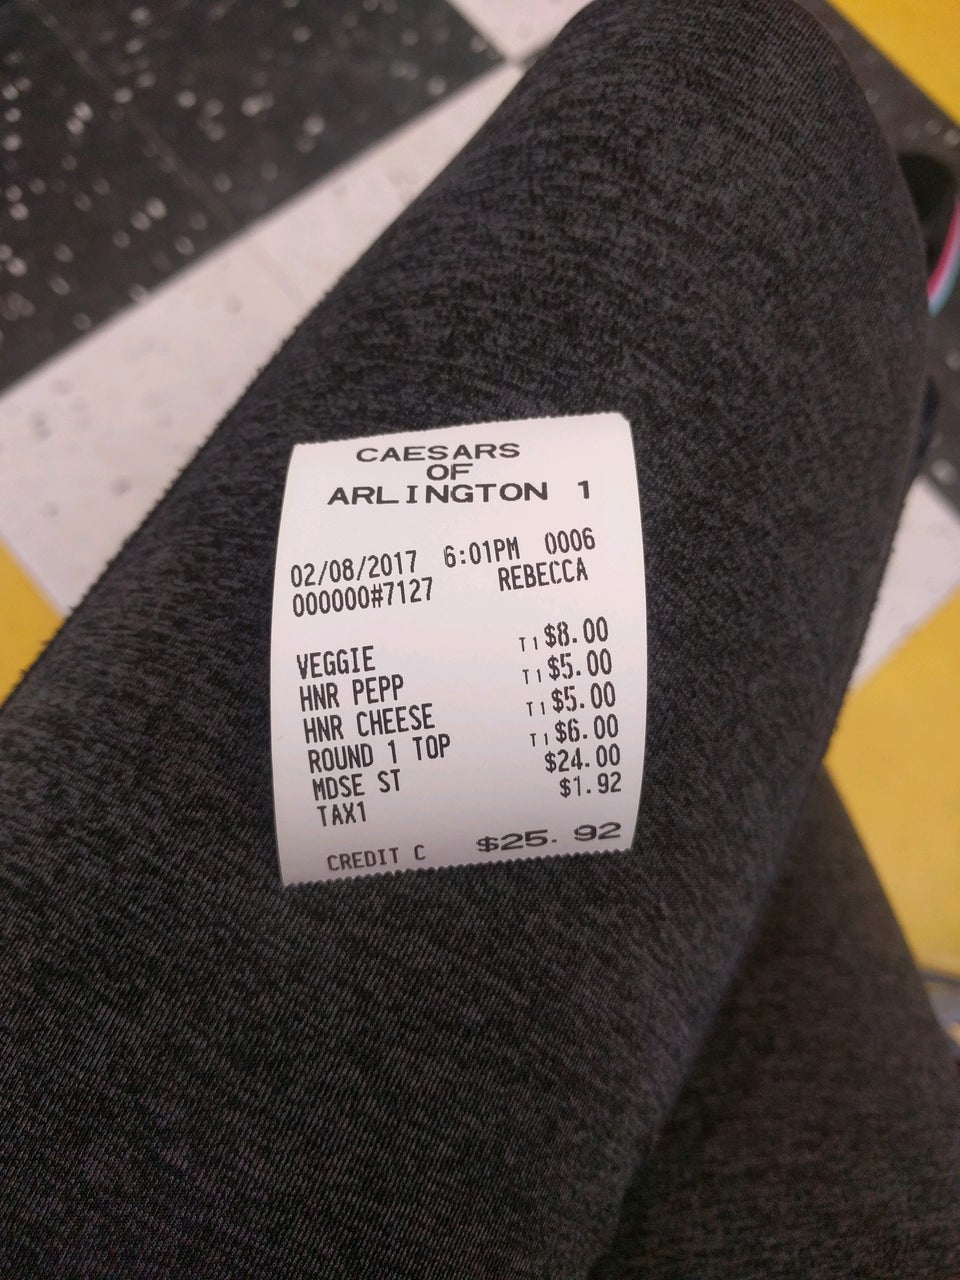 CAESARS
OF
ARLINGTON 1
02/08/2017 6:01PM 0006
000000#7127 REBECCA
VEGGIE T1 $8.00
HNR PEPP T1 $5.00
HNR CHEESE T1 $5.00
ROUND 1 TOP T1 $6.00
MDSE ST $24.00
TAX1 $1.92
CREDIT C $25.92